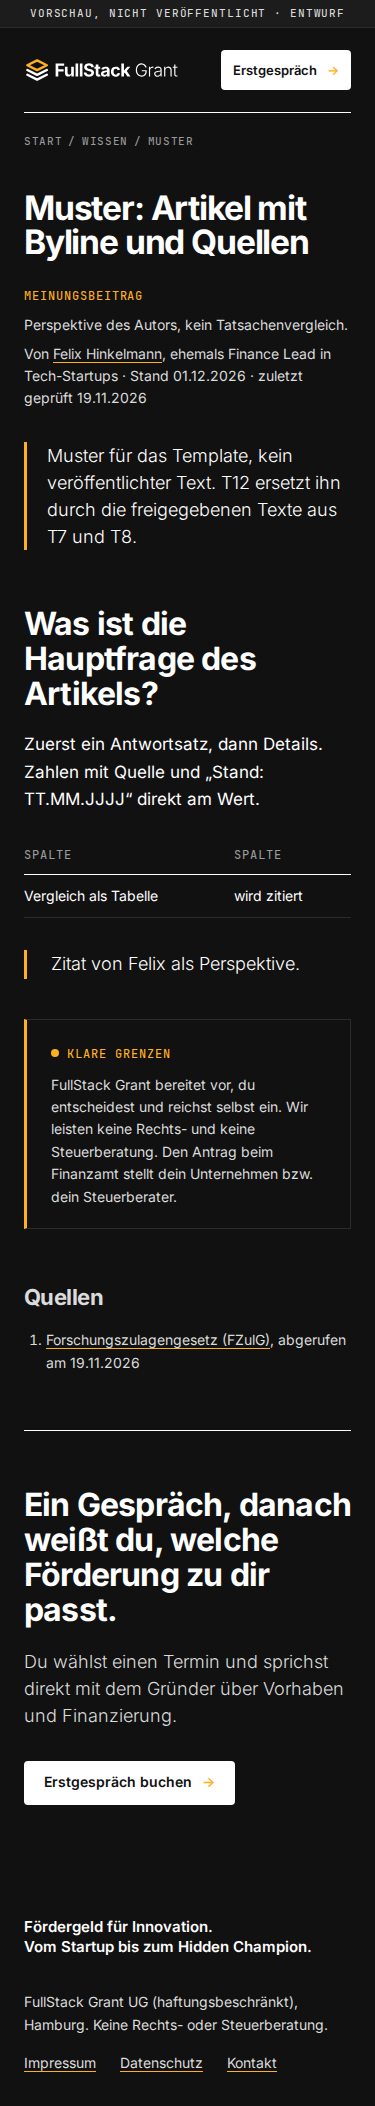 VORSCHAU, NICHT VERÖFFENTLICHT · ENTWURF
FullStack Grant
Erstgespräch →
START / WISSEN / MUSTER
Muster: Artikel mit
Byline und Quellen
MEINUNGSBEITRAG
Perspektive des Autors, kein Tatsachenvergleich.
Von Felix Hinkelmann, ehemals Finance Lead in
Tech-Startups · Stand 01.12.2026 · zuletzt
geprüft 19.11.2026
Muster für das Template, kein
veröffentlichter Text. T12 ersetzt ihn
durch die freigegebenen Texte aus
T7 und T8.
Was ist die
Hauptfrage des
Artikels?
Zuerst ein Antwortsatz, dann Details.
Zahlen mit Quelle und „Stand:
TT.MM.JJJJ“ direkt am Wert.
SPALTE SPALTE
Vergleich als Tabelle wird zitiert
Zitat von Felix als Perspektive.
KLARE GRENZEN
FullStack Grant bereitet vor, du
entscheidest und reichst selbst ein. Wir
leisten keine Rechts- und keine
Steuerberatung. Den Antrag beim
Finanzamt stellt dein Unternehmen bzw.
dein Steuerberater.
Quellen
1. Forschungszulagengesetz (FZulG), abgerufen
am 19.11.2026
Ein Gespräch, danach
weißt du, welche
Förderung zu dir
passt.
Du wählst einen Termin und sprichst
direkt mit dem Gründer über Vorhaben
und Finanzierung.
Erstgespräch buchen →
Fördergeld für Innovation.
Vom Startup bis zum Hidden Champion.
FullStack Grant UG (haftungsbeschränkt),
Hamburg. Keine Rechts- oder Steuerberatung.
Impressum Datenschutz Kontakt